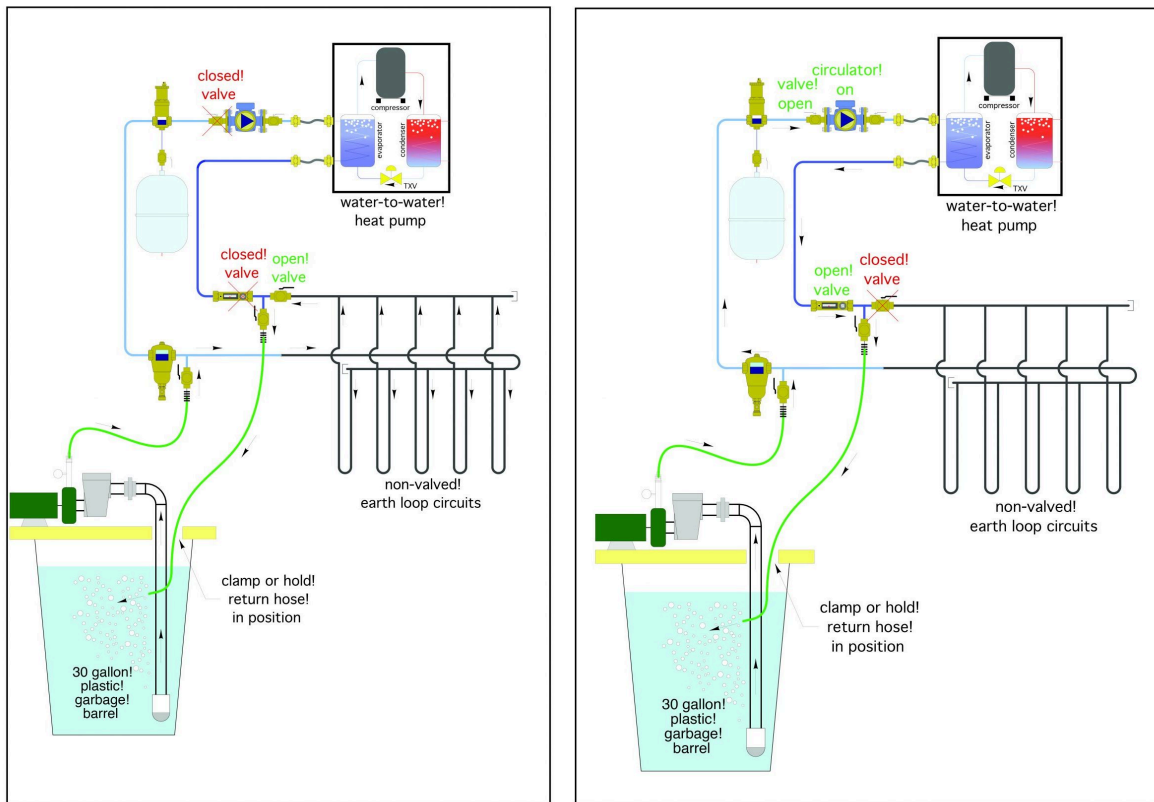 closed!
valve
compressor
evaporator
condenser
TXV
water-to-water!
heat pump
closed!
valve
open!
valve
non-valved!
earth loop circuits
clamp or hold!
return hose!
in position
30 gallon!
plastic!
garbage!
barrel
circulator!
on
valve!
open
compressor
evaporator
condenser
TXV
water-to-water!
heat pump
open!
valve
closed!
valve
non-valved!
earth loop circuits
clamp or hold!
return hose!
in position
30 gallon!
plastic!
garbage!
barrel